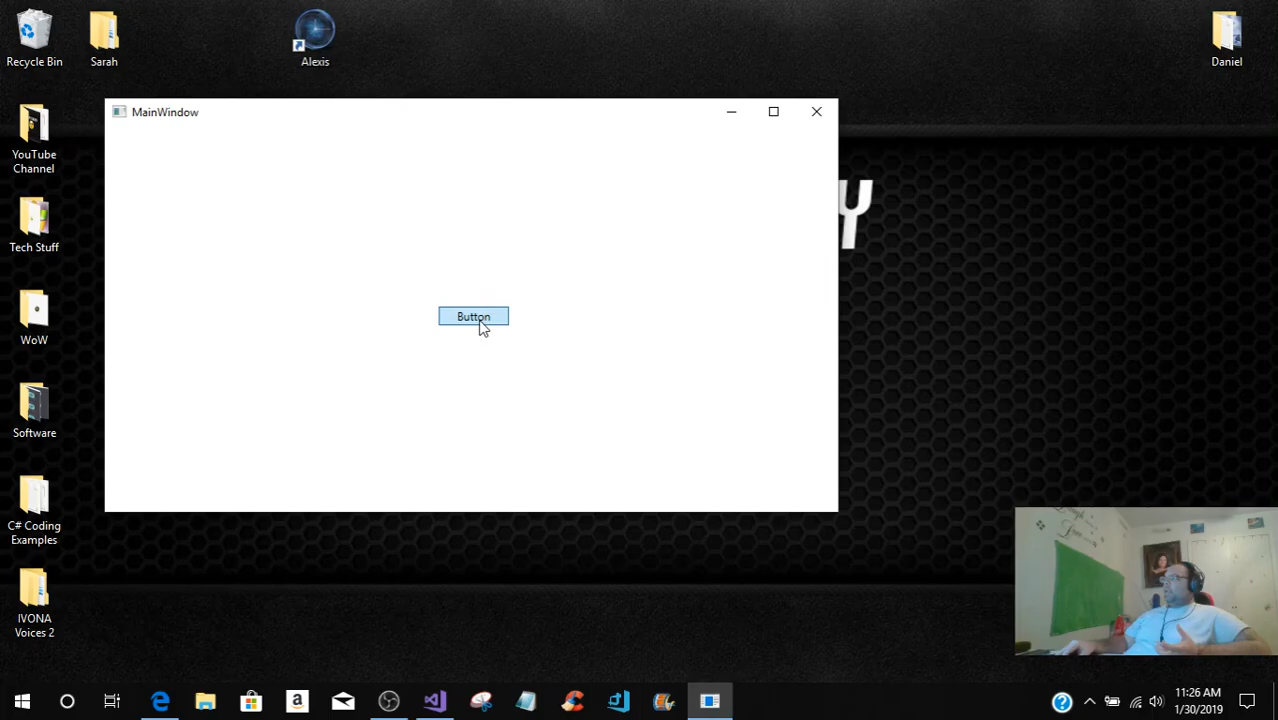 Recycle Bin
Sarah
Alexis
Daniel
MainWindow
YouTube
Channel
Y
Tech Stuff
Button
WoW
Software
C# Coding
Examples
IVONA
Voices 2
11:26 AM
1/30/2019